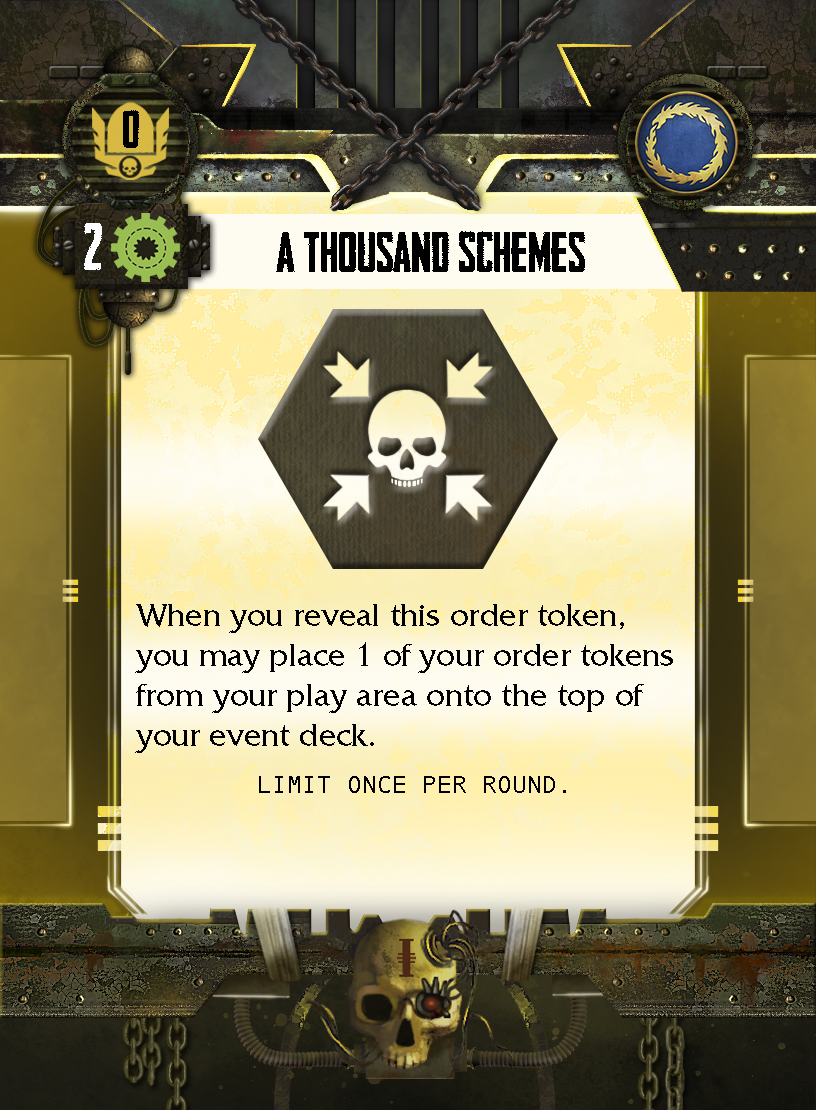 0
2
A THOUSAND SCHEMES
When you reveal this order token,
you may place 1 of your order tokens
from your play area onto the top of
your event deck.
LIMIT ONCE PER ROUND.
I